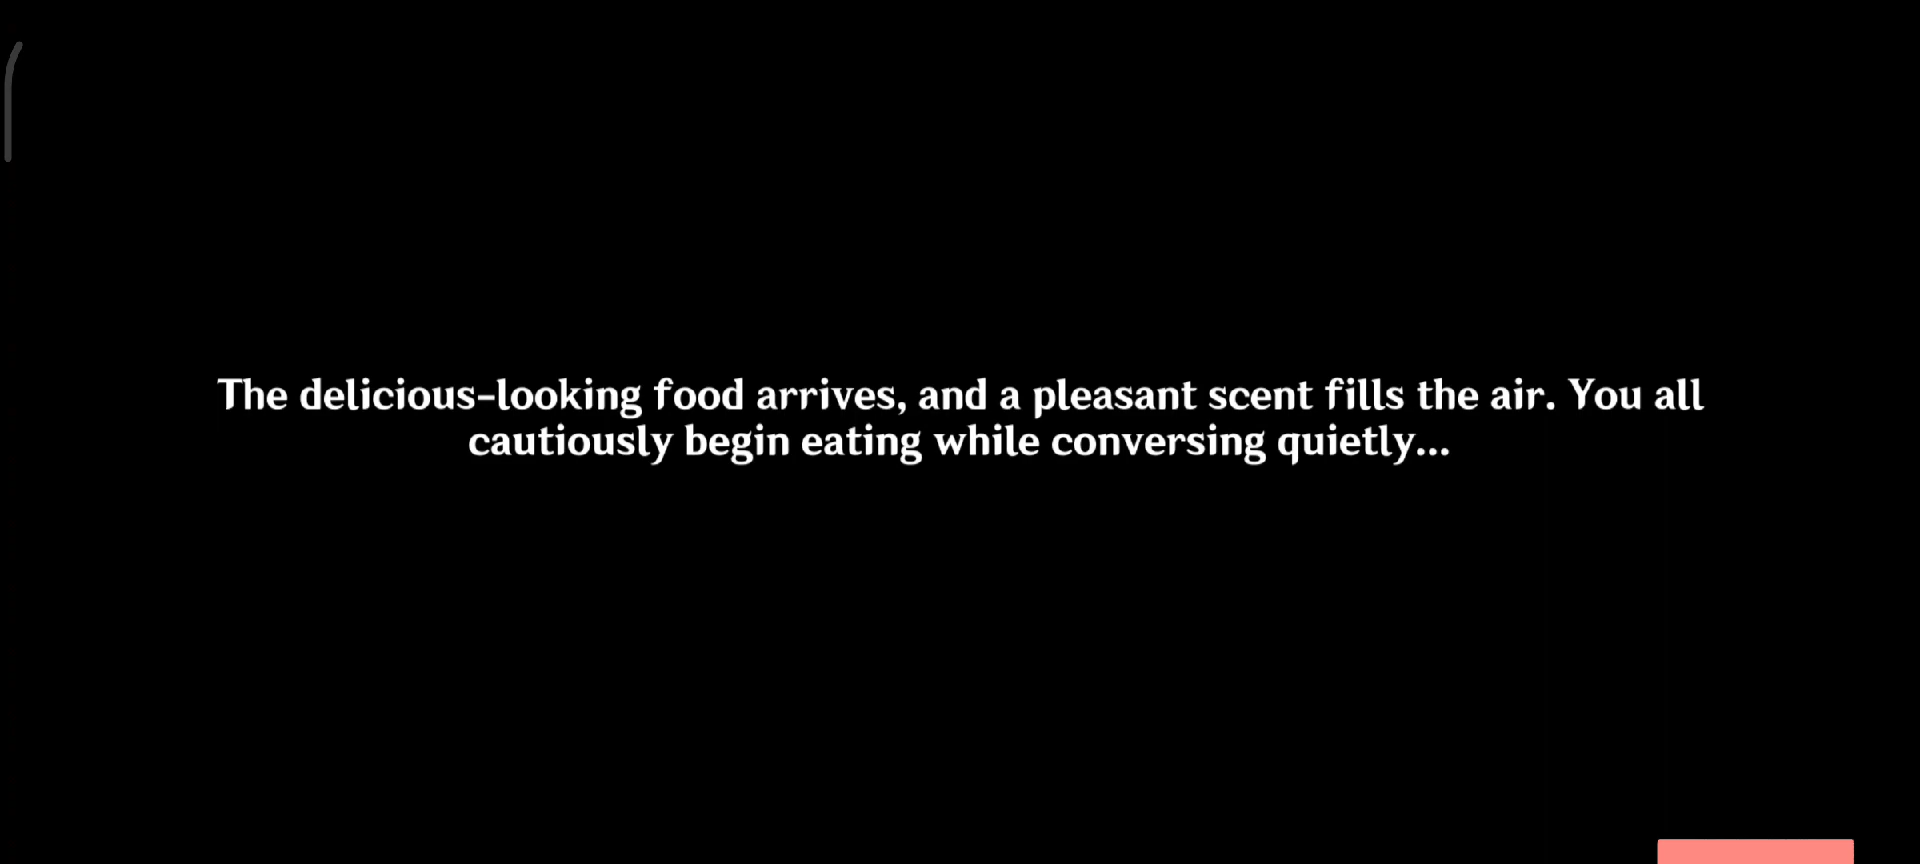 The delicious-looking food arrives, and a pleasant scent fills the air. You all
cautiously begin eating while conversing quietly...